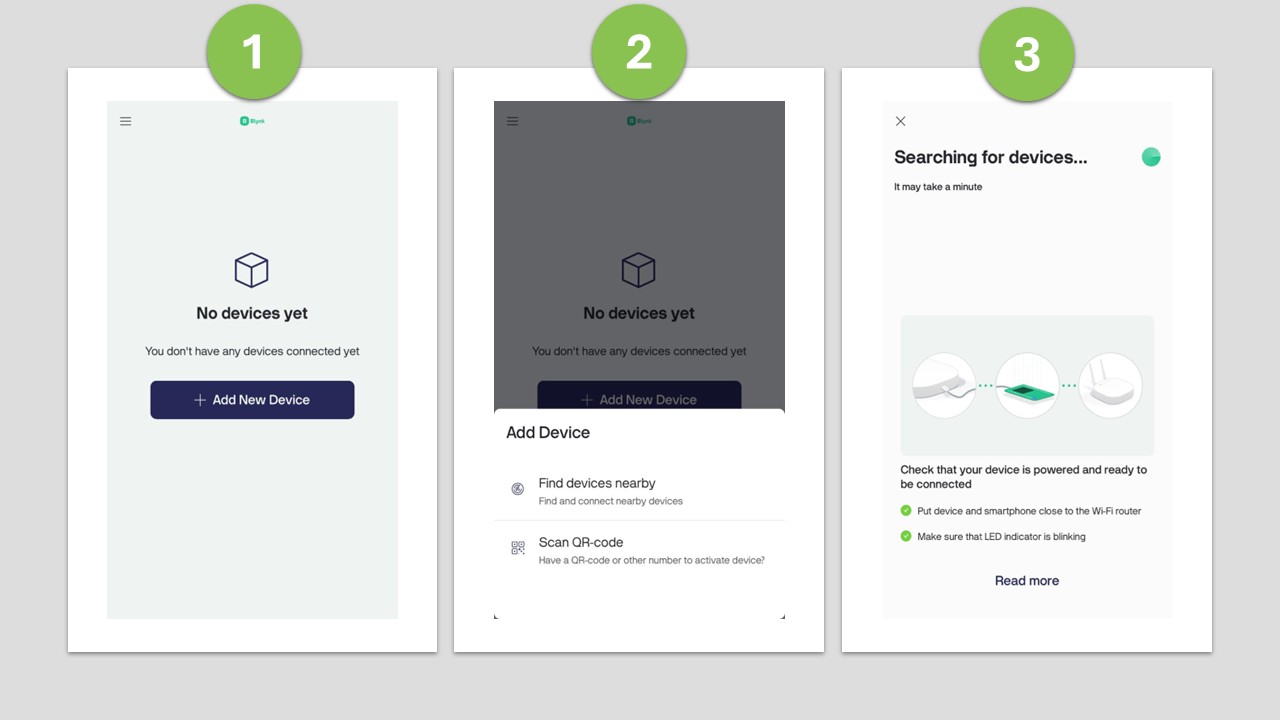 1
Blynk
No devices yet
You don't have any devices connected yet
Add New Device
2
Blynk
No devices yet
You don't have any devices connected yet
Add New Device
Add Device
Find devices nearby
Find and connect nearby devices
Scan QR-code
Have a QR-code or other number to activate device?
3
Searching for devices...
It may take a minute
Check that your device is powered and ready to
be connected
Put device and smartphone close to the Wi-Fi router
Make sure that LED indicator is blinking
Read more